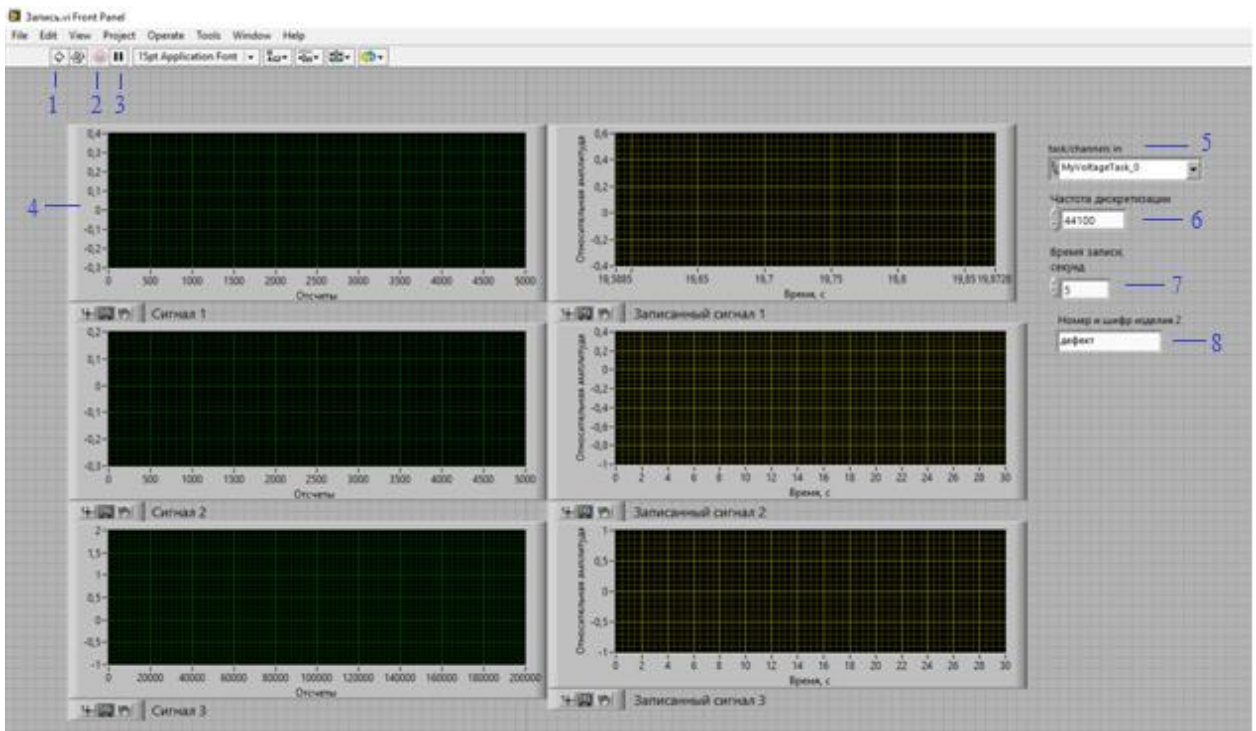 Запись.vi Front Panel
File Edit View Project Operate Tools Window Help
15pt Application Font
1 2 3
0,4
0,3
0,2
0,1
4
0
-0,1
-0,2
-0,3
0 500 1000 1500 2000 2500 3000 3500 4000 4500 5000
Отсчеты
Сигнал 1
Относительная амплитуда
0,6
0,4
0,2
0
-0,2
-0,4
19,5885 19,65 19,7 19,75 19,8 19,85 19,8728
Время, с
Записанный сигнал 1
task/channels in
5
MyVoltageTask_0
Частота дискретизации
44100
6
Время записи,
секунд
5
7
Номер и шифр изделия 2
дефект
8
0,2
0,1
0
-0,1
-0,2
-0,3
0 500 1000 1500 2000 2500 3000 3500 4000 4500 5000
Отсчеты
Сигнал 2
Относительная амплитуда
0,4
0,2
0
-0,2
-0,4
-0,6
-0,8
-1
0 2 4 6 8 10 12 14 16 18 20 22 24 26 28 30
Время, с
Записанный сигнал 2
2
1,5
1
0,5
0
-0,5
-1
0 20000 40000 60000 80000 100000 120000 140000 160000 180000 200000
Отсчеты
Сигнал 3
Относительная амплитуда
1
0,5
0
-0,5
-1
0 2 4 6 8 10 12 14 16 18 20 22 24 26 28 30
Время, с
Записанный сигнал 3